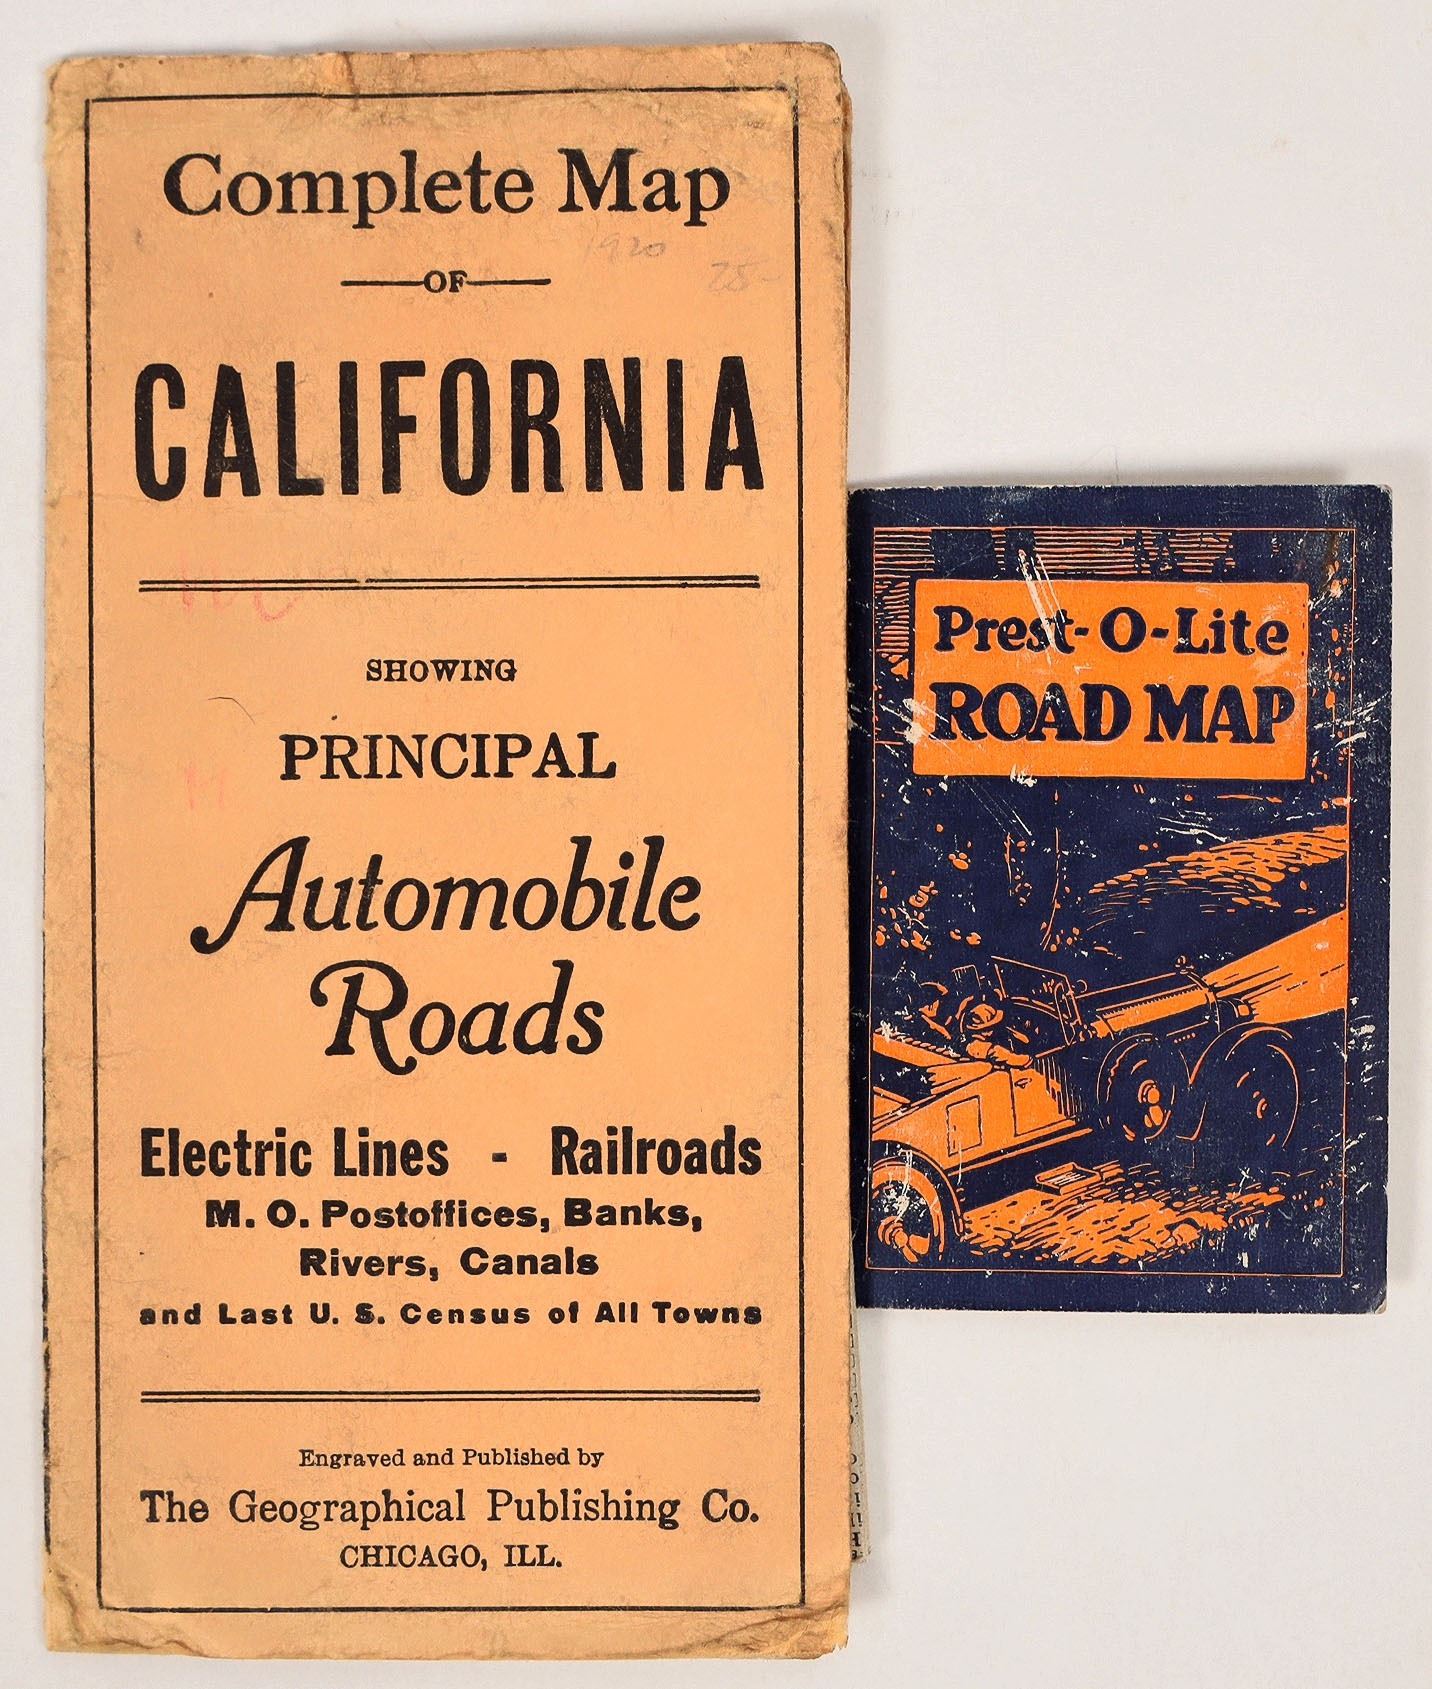 Complete Map
OF
1920
25-
CALIFORNIA
SHOWING
PRINCIPAL
Automobile
Roads
Electric Lines - Railroads
M. O. Postoffices, Banks,
Rivers, Canals
and Last U. S. Census of All Towns
Engraved and Published by
The Geographical Publishing Co.
CHICAGO, ILL.
Prest-O-Lite
ROAD MAP